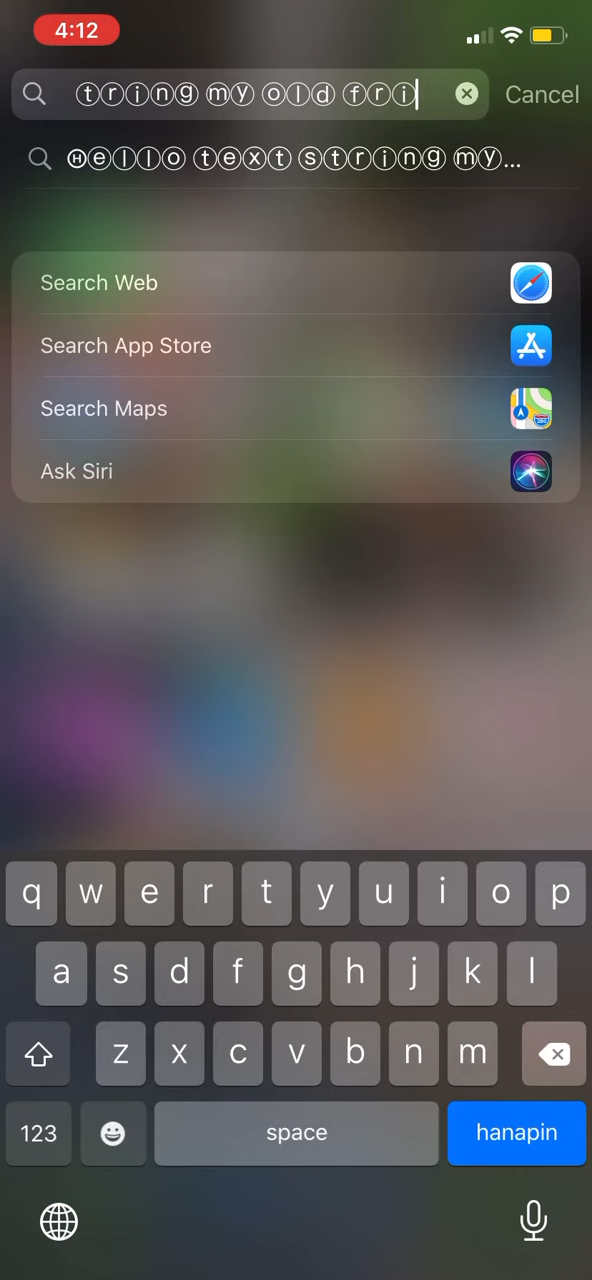 4:12
ⓣⓡⓘⓝⓖ ⓜⓨ ⓞⓛⓓ ⓕⓡⓘ
Cancel
Ⓗⓔⓛⓛⓞ ⓣⓔⓧⓣ ⓢⓣⓡⓘⓝⓖ ⓜⓨ...
Search Web
Search App Store
Search Maps
280
Ask Siri
q w e r t y u i o p
a s d f g h j k l
z x c v b n m
123 space hanapin